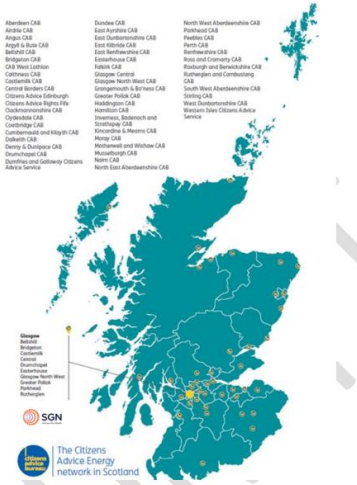 Aberdeen CAB
Airdrie CAB
Angus CAB
Argyll & Bute CAB
Bellshill CAB
Bridgeton CAB
CAB West Lothian
Caithness CAB
Castlemilk CAB
Central Borders CAB
Citizens Advice Edinburgh
Citizens Advice Rights Fife
Clackmannanshire CAB
Clydesdale CAB
Coatbridge CAB
Cumbernauld and Kilsyth CAB
Dalkeith CAB
Denny & Dunipace CAB
Drumchapel CAB
Dumfries and Galloway Citizens
Advice Service
Dundee CAB
East Ayrshire CAB
East Dunbartonshire CAB
East Kilbride CAB
East Renfrewshire CAB
Easterhouse CAB
Falkirk CAB
Glasgow Central
Glasgow North West CAB
Grangemouth & Bo'ness CAB
Greater Pollok CAB
Haddington CAB
Hamilton CAB
Inverness, Badenoch and
Strathspey CAB
Kincardine & Mearns CAB
Moray CAB
Motherwell and Wishaw CAB
Musselburgh CAB
Nairn CAB
North East Aberdeenshire CAB
North West Aberdeenshire CAB
Parkhead CAB
Peebles CAB
Perth CAB
Renfrewshire CAB
Ross and Cromarty CAB
Roxburgh and Berwickshire CAB
Rutherglen and Cambuslang
CAB
South West Aberdeenshire CAB
Stirling CAB
West Dunbartonshire CAB
Western Isles Citizens Advice
Service
Glasgow
Bellshill
Bridgeton
Castlemilk
Central
Drumchapel
Easterhouse
Glasgow North West
Greater Pollok
Parkhead
Rutherglen
SGN
citizens
advice
bureau
The Citizens
Advice Energy
network in Scotland